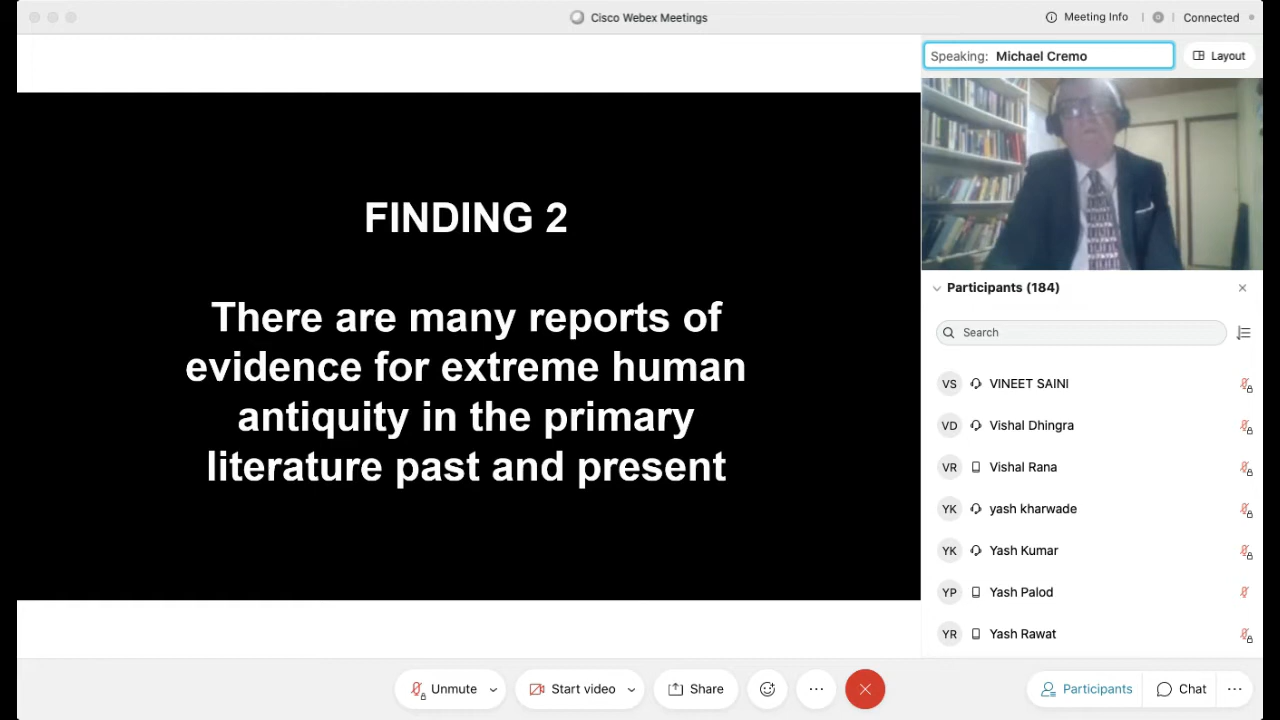 Cisco Webex Meetings
Meeting Info
Connected
Speaking: Michael Cremo
Layout
FINDING 2
There are many reports of
evidence for extreme human
antiquity in the primary
literature past and present
Participants (184)
Search
VS VINEET SAINI
VD Vishal Dhingra
VR Vishal Rana
YK yash kharwade
YK Yash Kumar
YP Yash Palod
YR Yash Rawat
Unmute
Start video
Share
Participants
Chat